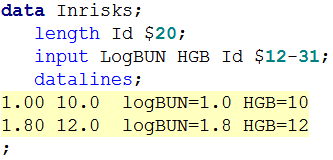 data Inrisks;
   length Id $20;
   input LogBUN HGB Id $12-31;
   datalines;
1.00 10.0  logBUN=1.0 HGB=10
1.80 12.0  logBUN=1.8 HGB=12
;